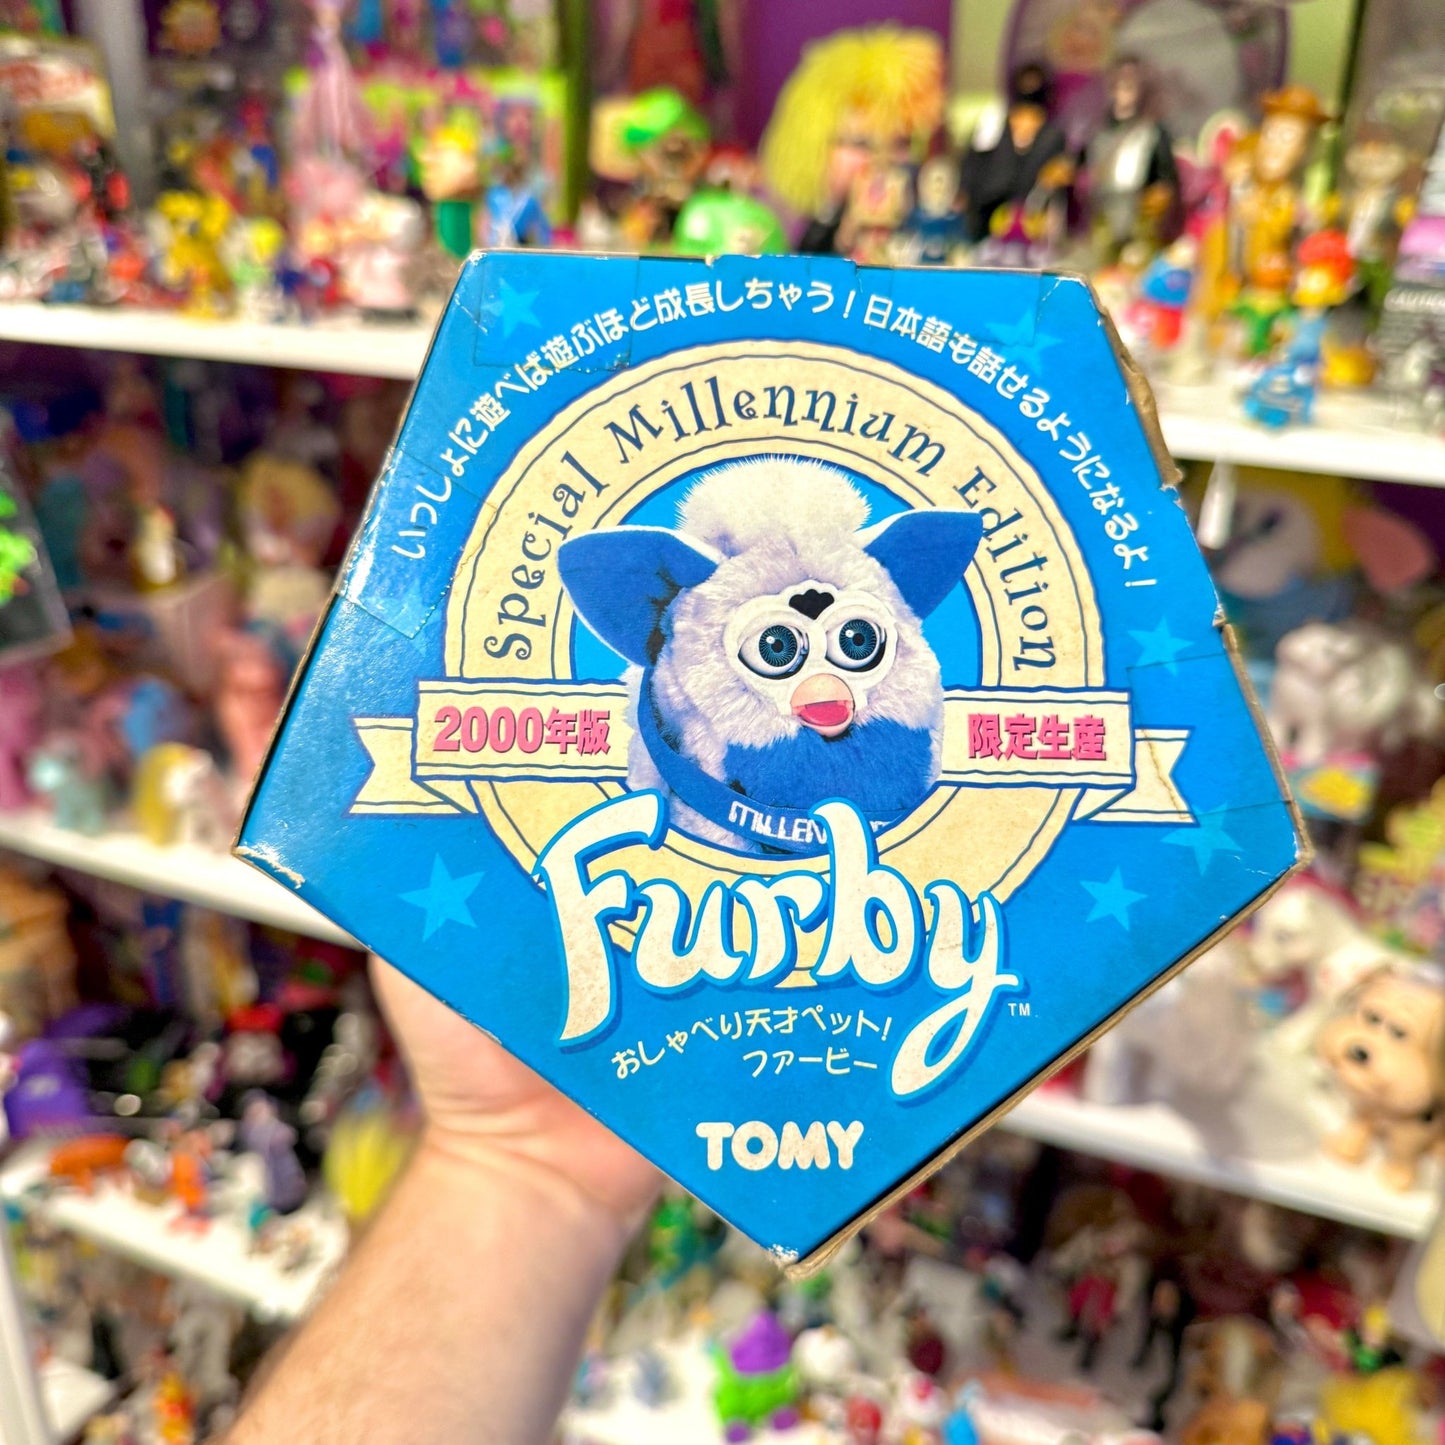 いっしょに遊べば遊ぶほど成長しちゃう！日本語も話せるようになるよ！
Special Millennium Edition
2000年版
限定生産
MILLEN
Furby™
おしゃべり天才ペット！
ファービー
TOMY